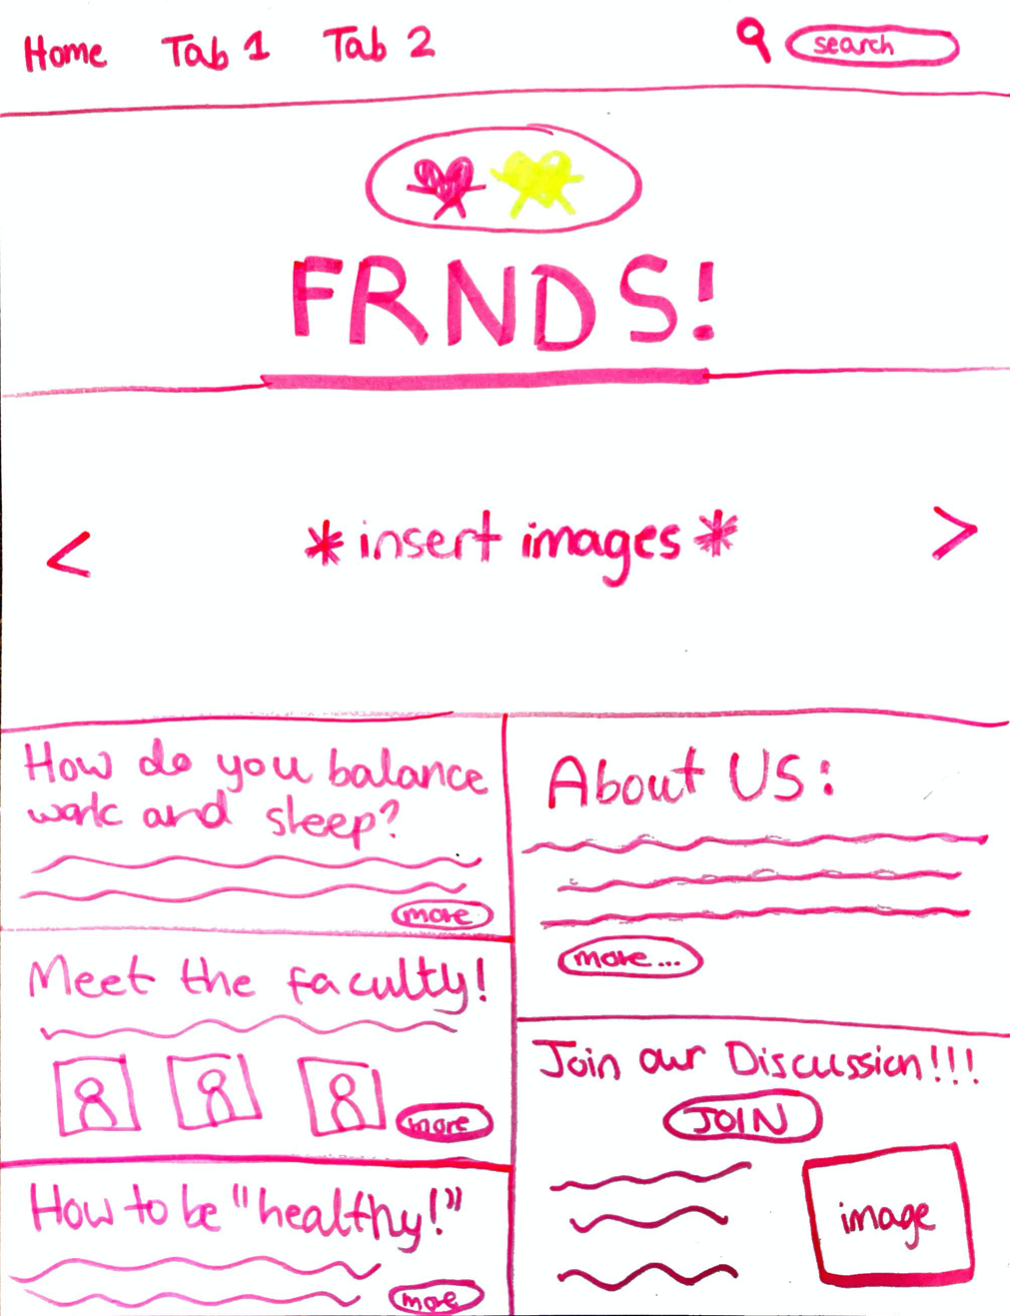 Home Tab 1 Tab 2 search
FRNDS!
< *insert images* >
How do you balance
work and sleep?
more
Meet the faculty!
more
How to be "healthy!"
more
About US:
more...
Join our Discussion!!!
JOIN
image